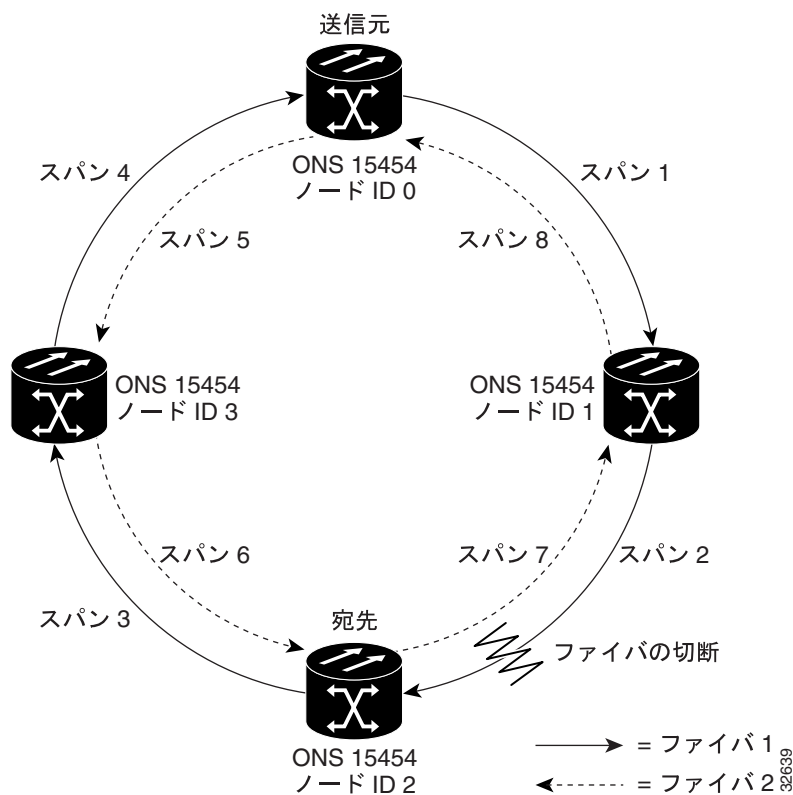 送信元
ONS 15454
ノード ID 0
スパン 4
スパン 1
スパン 5
スパン 8
ONS 15454
ノード ID 3
ONS 15454
ノード ID 1
スパン 6
スパン 7
スパン 2
スパン 3
宛先
ファイバの切断
ONS 15454
ノード ID 2
= ファイバ 1
= ファイバ 2
32639